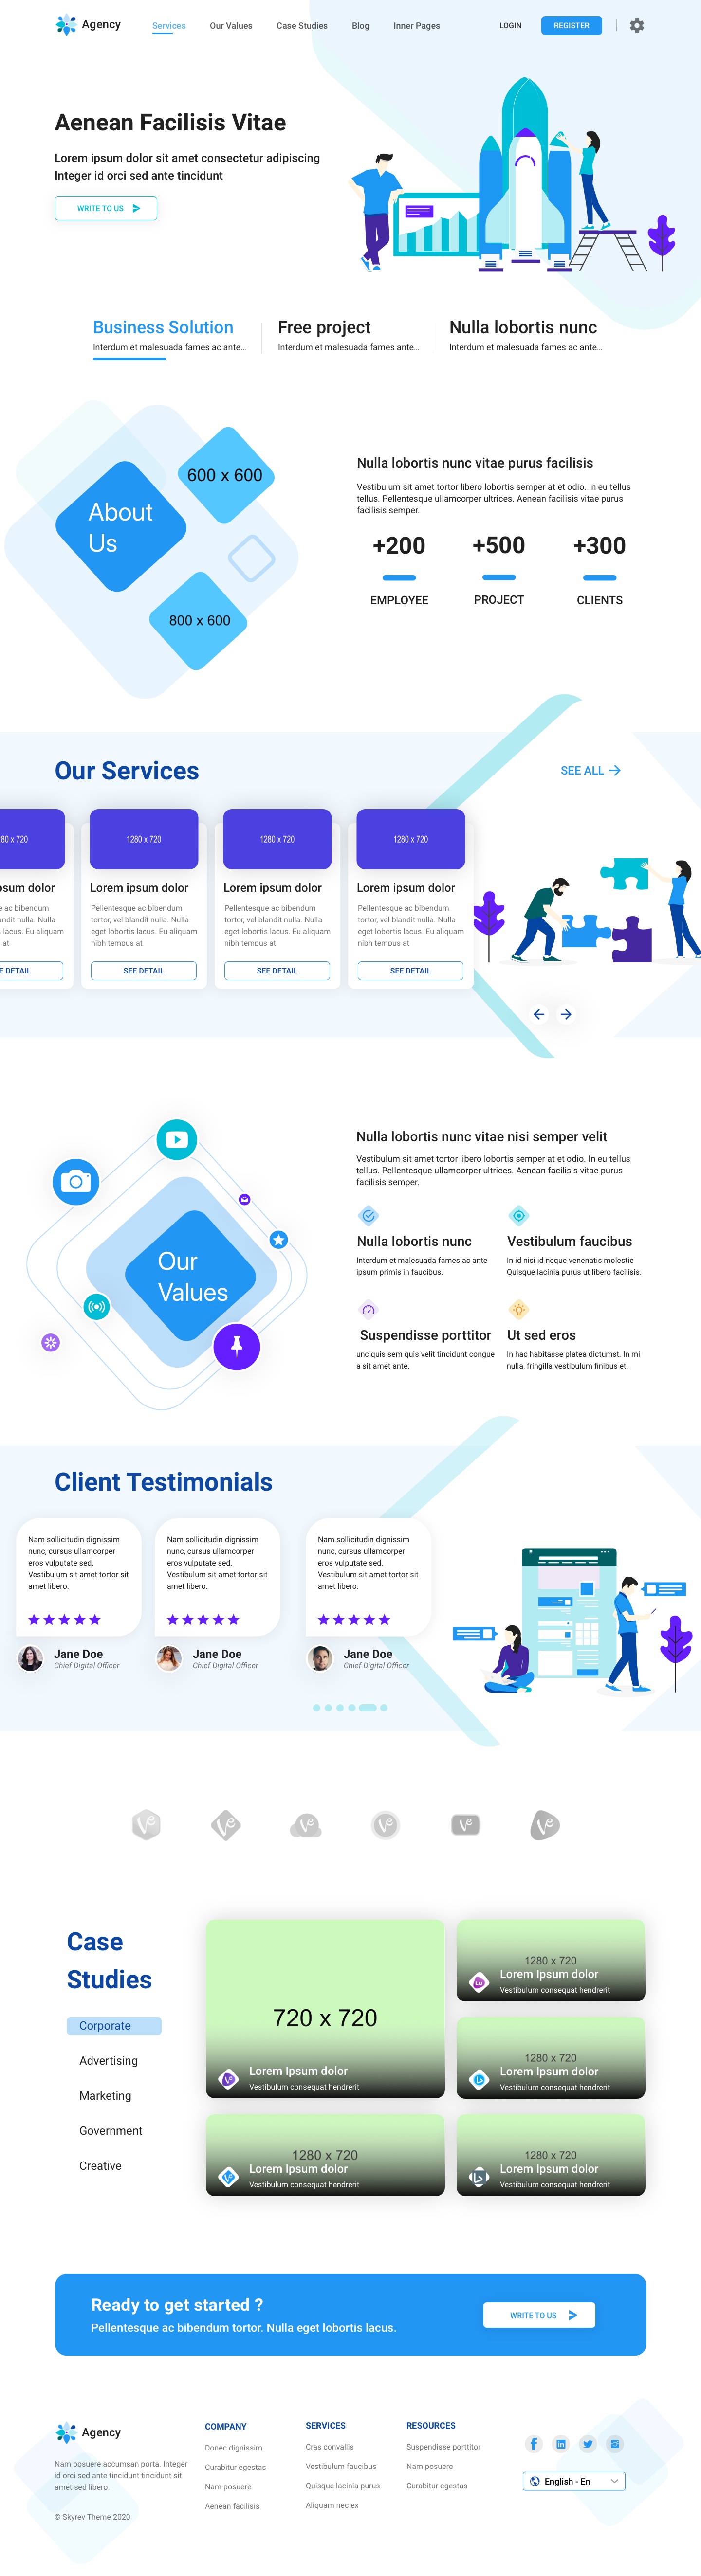 Agency
Services
Our Values
Case Studies
Blog
Inner Pages
LOGIN
REGISTER
Aenean Facilisis Vitae
Lorem ipsum dolor sit amet consectetur adipiscing
Integer id orci sed ante tincidunt
WRITE TO US
Business Solution
Interdum et malesuada fames ac ante...
Free project
Interdum et malesuada fames ante...
Nulla lobortis nunc
Interdum et malesuada fames ac ante...
About
Us
600 x 600
800 x 600
Nulla lobortis nunc vitae purus facilisis
Vestibulum sit amet tortor libero lobortis semper at et odio. In eu tellus
tellus. Pellentesque ullamcorper ultrices. Aenean facilisis vitae purus
facilisis semper.
+200
EMPLOYEE
+500
PROJECT
+300
CLIENTS
Our Services
SEE ALL
80 x 720
sum dolor
e ac bibendum
andit nulla. Nulla
lacus. Eu aliquam
at
E DETAIL
1280 x 720
Lorem ipsum dolor
Pellentesque ac bibendum
tortor, vel blandit nulla. Nulla
eget lobortis lacus. Eu aliquam
nibh tempus at
SEE DETAIL
1280 x 720
Lorem ipsum dolor
Pellentesque ac bibendum
tortor, vel blandit nulla. Nulla
eget lobortis lacus. Eu aliquam
nibh tempus at
SEE DETAIL
1280 x 720
Lorem ipsum dolor
Pellentesque ac bibendum
tortor, vel blandit nulla. Nulla
eget lobortis lacus. Eu aliquam
nibh tempus at
SEE DETAIL
Our
Values
Nulla lobortis nunc vitae nisi semper velit
Vestibulum sit amet tortor libero lobortis semper at et odio. In eu tellus
tellus. Pellentesque ullamcorper ultrices. Aenean facilisis vitae purus
facilisis semper.
Nulla lobortis nunc
Interdum et malesuada fames ac ante
ipsum primis in faucibus.
Vestibulum faucibus
In id nisi id neque venenatis molestie
Quisque lacinia purus ut libero facilisis.
Suspendisse porttitor
unc quis sem quis velit tincidunt congue
a sit amet ante.
Ut sed eros
In hac habitasse platea dictumst. In mi
nulla, fringilla vestibulum finibus et.
Client Testimonials
Nam sollicitudin dignissim
nunc, cursus ullamcorper
eros vulputate sed.
Vestibulum sit amet tortor sit
amet libero.
Jane Doe
Chief Digital Officer
Nam sollicitudin dignissim
nunc, cursus ullamcorper
eros vulputate sed.
Vestibulum sit amet tortor sit
amet libero.
Jane Doe
Chief Digital Officer
Nam sollicitudin dignissim
nunc, cursus ullamcorper
eros vulputate sed.
Vestibulum sit amet tortor sit
amet libero.
Jane Doe
Chief Digital Officer
Case
Studies
Corporate
Advertising
Marketing
Government
Creative
720 x 720
Lorem Ipsum dolor
Vestibulum consequat hendrerit
1280 x 720
Lorem Ipsum dolor
Vestibulum consequat hendrerit
1280 x 720
Lorem Ipsum dolor
Vestibulum consequat hendrerit
1280 x 720
Lorem Ipsum dolor
Vestibulum consequat hendrerit
1280 x 720
Lorem Ipsum dolor
Vestibulum consequat hendrerit
Ready to get started ?
Pellentesque ac bibendum tortor. Nulla eget lobortis lacus.
WRITE TO US
Agency
Nam posuere accumsan porta. Integer
id orci sed ante tincidunt tincidunt sit
amet sed libero.
© Skyrev Theme 2020
COMPANY
Donec dignissim
Curabitur egestas
Nam posuere
Aenean facilisis
SERVICES
Cras convallis
Vestibulum faucibus
Quisque lacinia purus
Aliquam nec ex
RESOURCES
Suspendisse porttitor
Nam posuere
Curabitur egestas
English - En